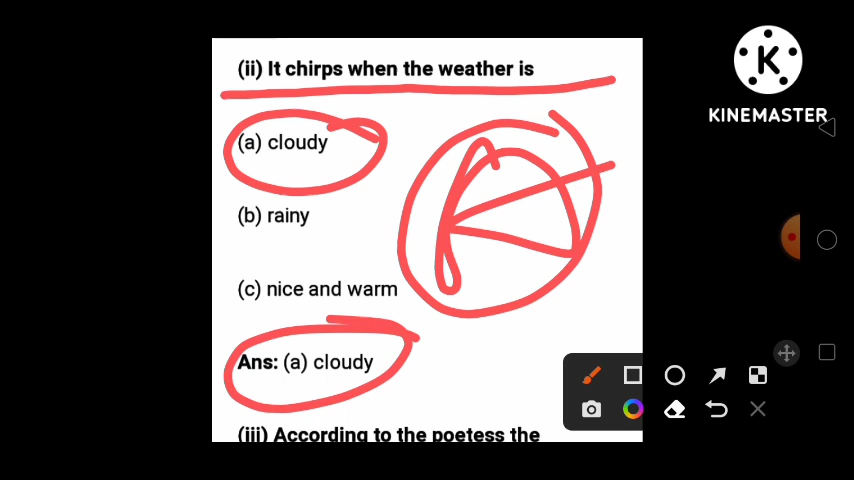 (ii) It chirps when the weather is
(a) cloudy
(b) rainy
(c) nice and warm
Ans: (a) cloudy
(iii) According to the poetess the
K
KINEMASTER